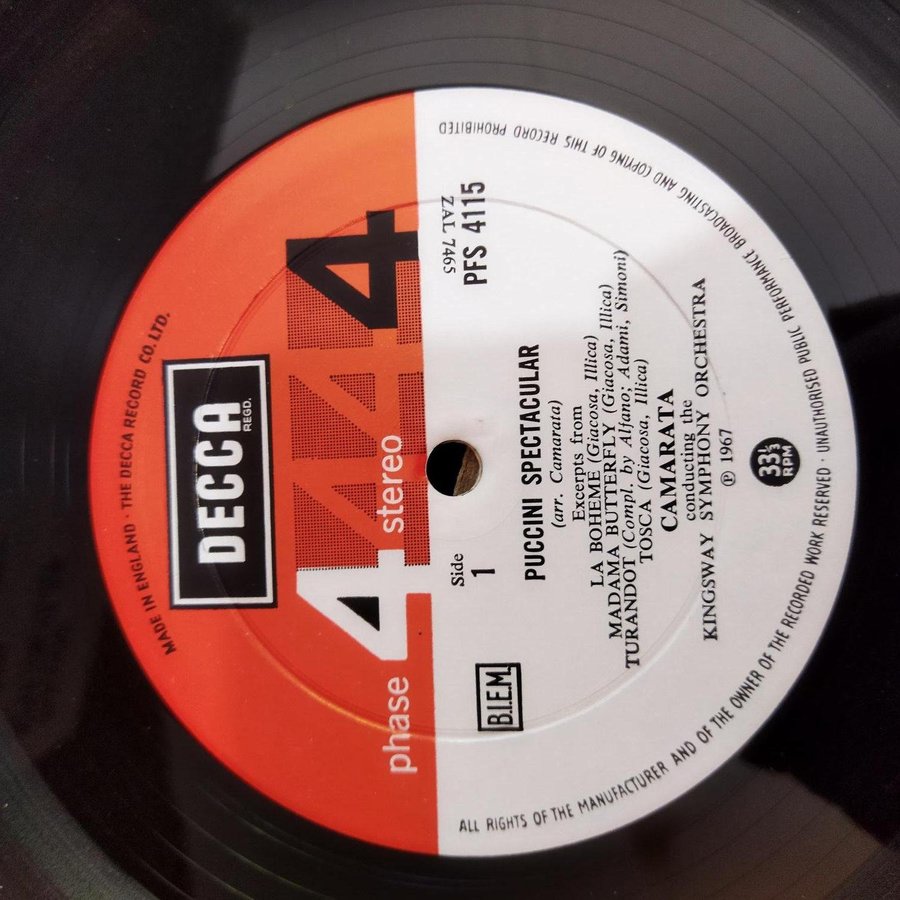 MADE IN ENGLAND · THE DECCA RECORD CO. LTD.
DECCA
REGD.
444
phase 4 stereo
ZAL 7465
Side
1
PFS 4115
B.I.E.M.
PUCCINI SPECTACULAR
(arr. Camarata)
Excerpts from
LA BOHEME (Giacosa, Illica)
MADAMA BUTTERFLY (Giacosa, Illica)
TURANDOT (Compl. by Alfano; Adami, Simoni)
TOSCA (Giacosa, Illica)
CAMARATA
conducting the
KINGSWAY SYMPHONY ORCHESTRA
℗ 1967
33⅓
RPM
ALL RIGHTS OF THE MANUFACTURER AND OF THE OWNER OF THE RECORDED WORK RESERVED · UNAUTHORISED PUBLIC PERFORMANCE BROADCASTING AND COPYING OF THIS RECORD PROHIBITED